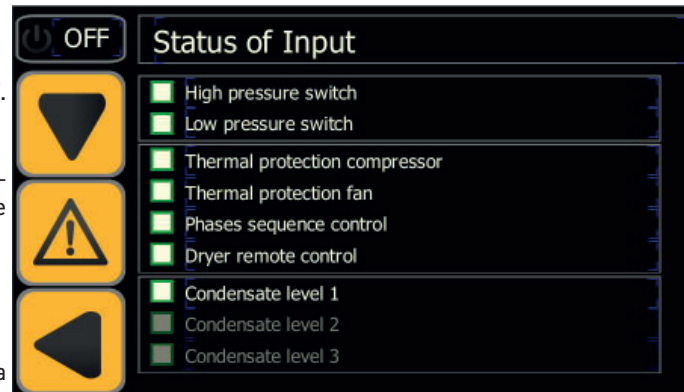 OFF
Status of Input
.
High pressure switch
Low pressure switch
Thermal protection compressor
Thermal protection fan
e
Phases sequence control
Dryer remote control
Condensate level 1
Condensate level 2
Condensate level 3
a